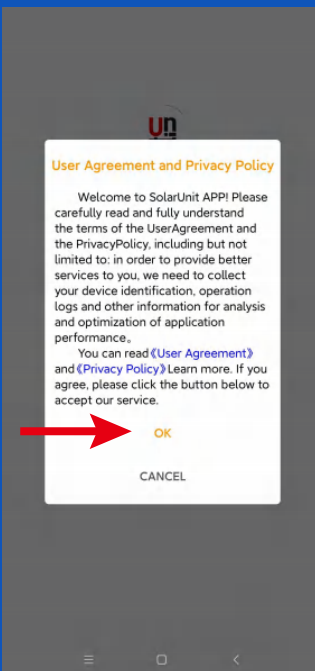 un
User Agreement and Privacy Policy
Welcome to SolarUnit APP! Please
carefully read and fully understand
the terms of the UserAgreement and
the PrivacyPolicy, including but not
limited to: in order to provide better
services to you, we need to collect
your device identification, operation
logs and other information for analysis
and optimization of application
performance。
You can read《User Agreement》
and《Privacy Policy》Learn more. If you
agree, please click the button below to
accept our service.
OK
CANCEL